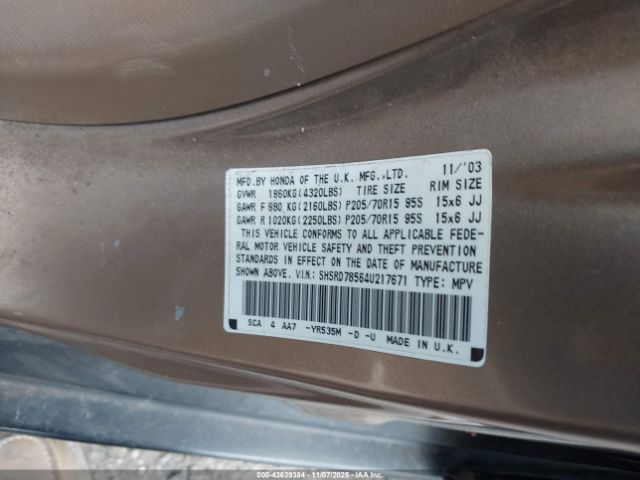 MFD.BY HONDA OF THE U.K. MFG.,LTD. 11/'03
GVWR 1960KG(4320LBS) TIRE SIZE RIM SIZE
GAWR F 980 KG(2160LBS) P205/70R15 95S 15x6 JJ
GAWR R 1020KG(2250LBS) P205/70R15 95S 15x6 JJ
THIS VEHICLE CONFORMS TO ALL APPLICABLE FEDE-
RAL MOTOR VEHICLE SAFETY AND THEFT PREVENTION
STANDARDS IN EFFECT ON THE DATE OF MANUFACTURE
SHOWN ABOVE. V.I.N: SHSRD78564U217671 TYPE: MPV
SCA 4 AA7 -YR535M -D -U MADE IN U.K.
000-43639384 - 11/07/2025 - IAAI.COM